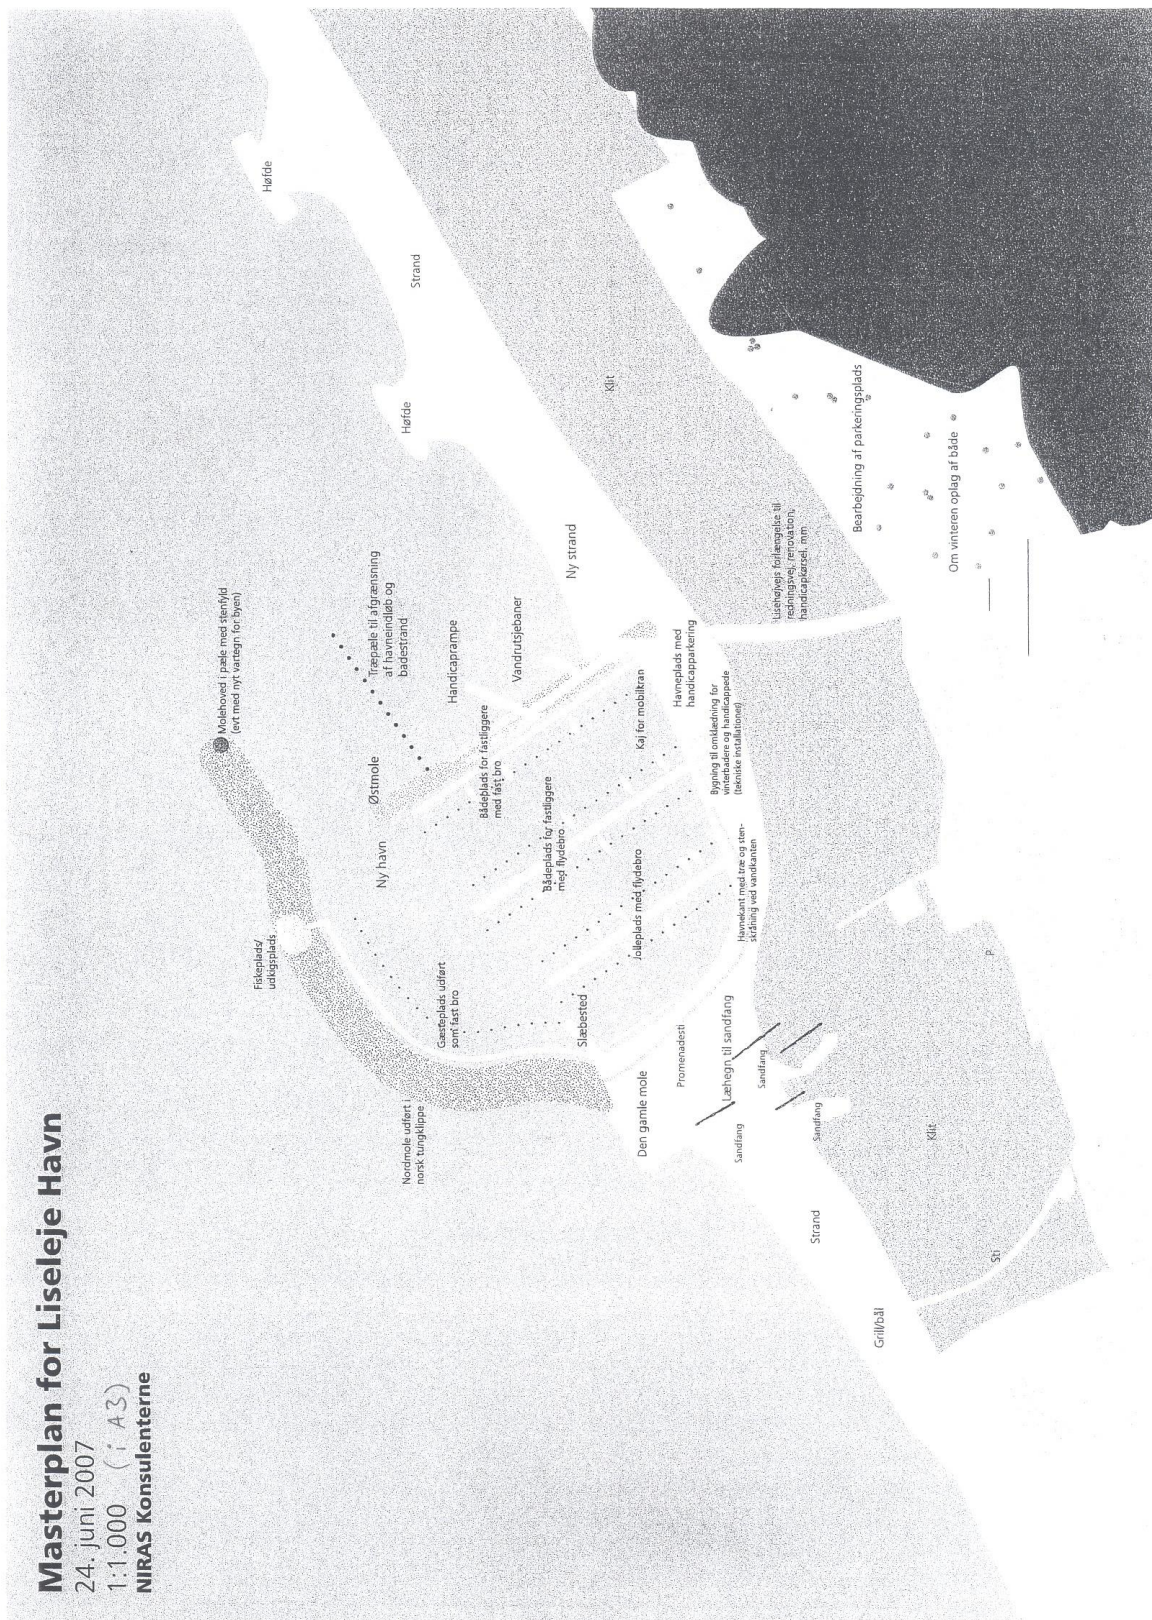 Masterplan for Liseleje Havn
24. juni 2007
1:1.000 (i A3)
NIRAS Konsulenterne
Høfde
Strand
Høfde
Klit
Ny strand
Molehoved i pæle med stenfyld
(evt med nyt vartegn for byen)
Træpæle til afgrænsning
af havneindløb og
badestrand
Handicaprampe
Vandrutsjebaner
Østmole
Ny havn
Bådeplads for fastliggere
med fast bro
Bådeplads for fastliggere
med flydebro
Kaj for mobilkran
Havneplads med
handicapparkering
Bygning til omklædning for
vinterbadere og handicappede
(tekniske installationer)
Lisehøjvejs forlængelse til
redningsvej, renovation,
handicapkørsel, mm
Bearbejdning af parkeringsplads
Om vinteren oplag af både
Fiskeplads/
udkigsplads
Gæsteplads udført
som fast bro
Jolleplads med flydebro
Havnekant med træ og sten-
skråning ved vandkanten
Slæbested
Nordmole udført i
norsk tungklippe
Den gamle mole
Promenadesti
Læhegn til sandfang
Sandfang
Sandfang
Sandfang
P
Klit
Strand
Sti
Grill/bål